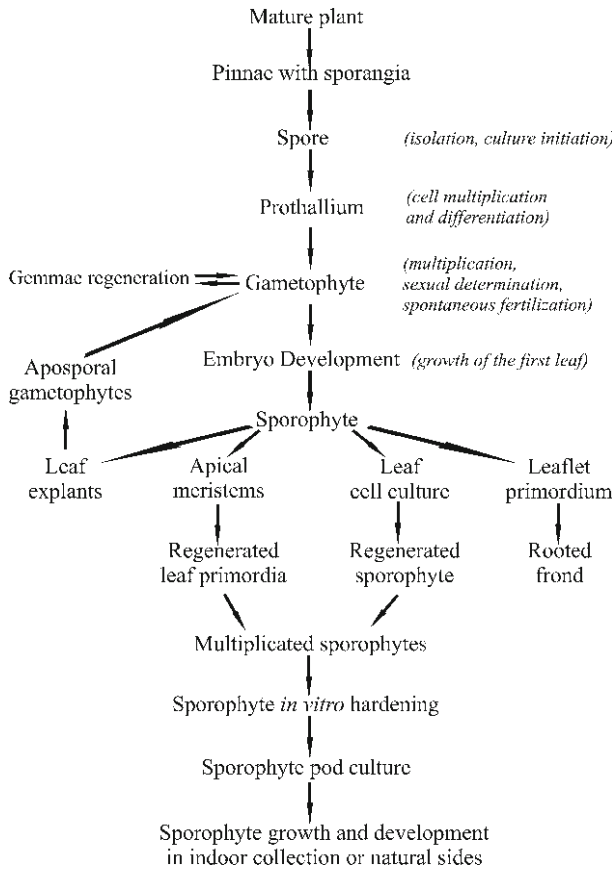 Mature plant
Pinnae with sporangia
Spore
(isolation, culture initiation)
Prothallium
(cell multiplication
and differentiation)
Gemmae regeneration
Gametophyte
(multiplication,
sexual determination,
spontaneous fertilization)
Aposporal
gametophytes
Embryo Development
(growth of the first leaf)
Sporophyte
Leaf
explants
Apical
meristems
Leaf
cell culture
Leaflet
primordium
Regenerated
leaf primordia
Regenerated
sporophyte
Rooted
frond
Multiplicated sporophytes
Sporophyte in vitro hardening
Sporophyte pod culture
Sporophyte growth and development
in indoor collection or natural sides